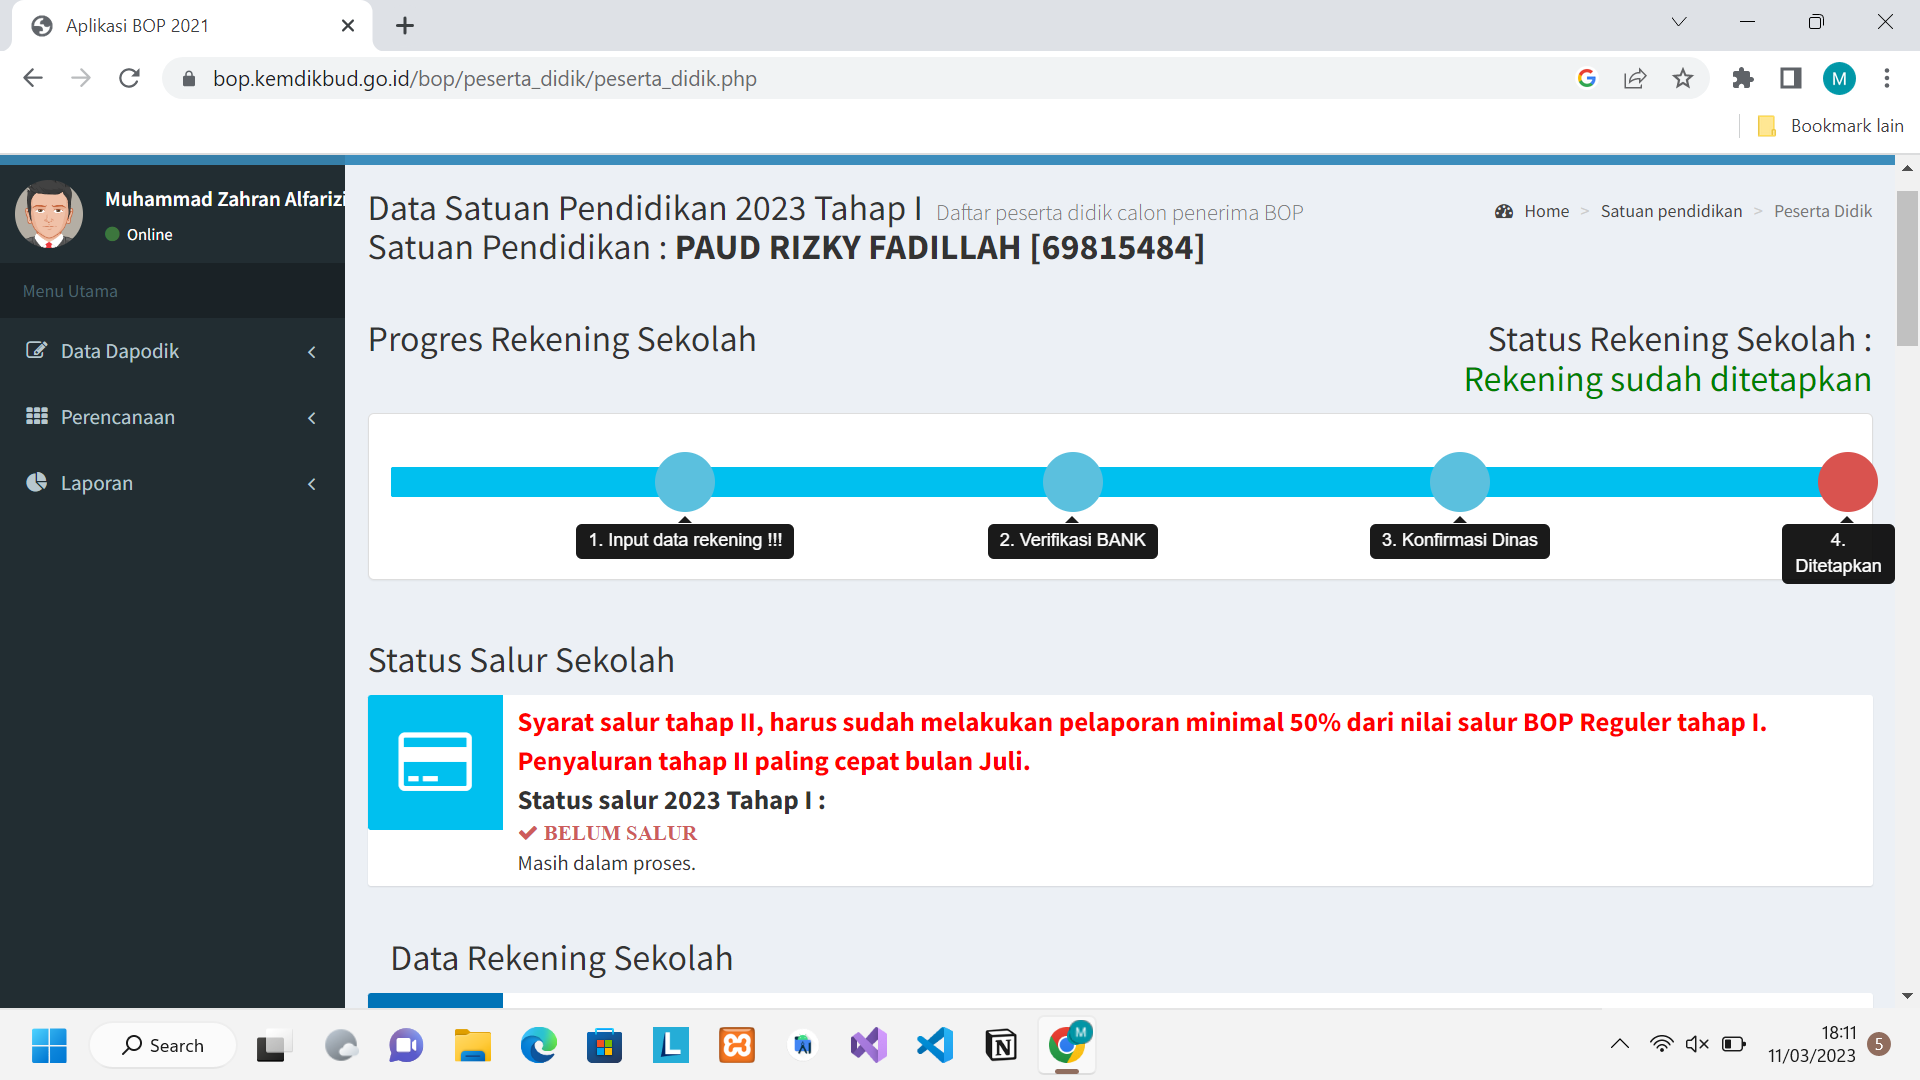 Aplikasi BOP 2021
bop.kemdikbud.go.id/bop/peserta_didik/peserta_didik.php
M
Bookmark lain
Muhammad Zahran Alfarizi
Online
Menu Utama
Data Dapodik
Perencanaan
Laporan
Data Satuan Pendidikan 2023 Tahap I Daftar peserta didik calon penerima BOP
Satuan Pendidikan : PAUD RIZKY FADILLAH [69815484]
Home > Satuan pendidikan > Peserta Didik
Progres Rekening Sekolah
Status Rekening Sekolah :
Rekening sudah ditetapkan
1. Input data rekening !!!
2. Verifikasi BANK
3. Konfirmasi Dinas
4.
Ditetapkan
Status Salur Sekolah
Syarat salur tahap II, harus sudah melakukan pelaporan minimal 50% dari nilai salur BOP Reguler tahap I.
Penyaluran tahap II paling cepat bulan Juli.
Status salur 2023 Tahap I :
BELUM SALUR
Masih dalam proses.
Data Rekening Sekolah
Search
L
AI
N
M
18:11
11/03/2023
5